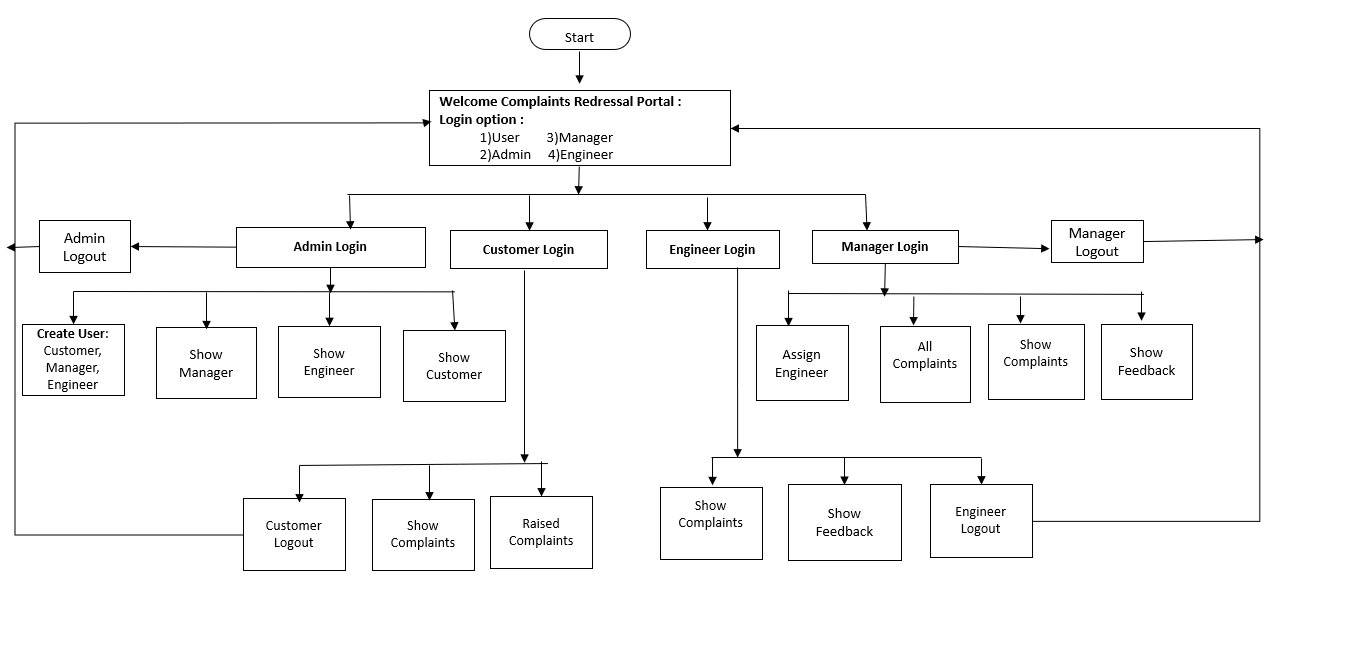 Start
Welcome Complaints Redressal Portal :
Login option :
1)User 3)Manager
2)Admin 4)Engineer
Admin
Logout
Admin Login
Customer Login
Engineer Login
Manager Login
Manager
Logout
Create User:
Customer,
Manager,
Engineer
Show
Manager
Show
Engineer
Show
Customer
Assign
Engineer
All
Complaints
Show
Complaints
Show
Feedback
Customer
Logout
Show
Complaints
Raised
Complaints
Show
Complaints
Show
Feedback
Engineer
Logout